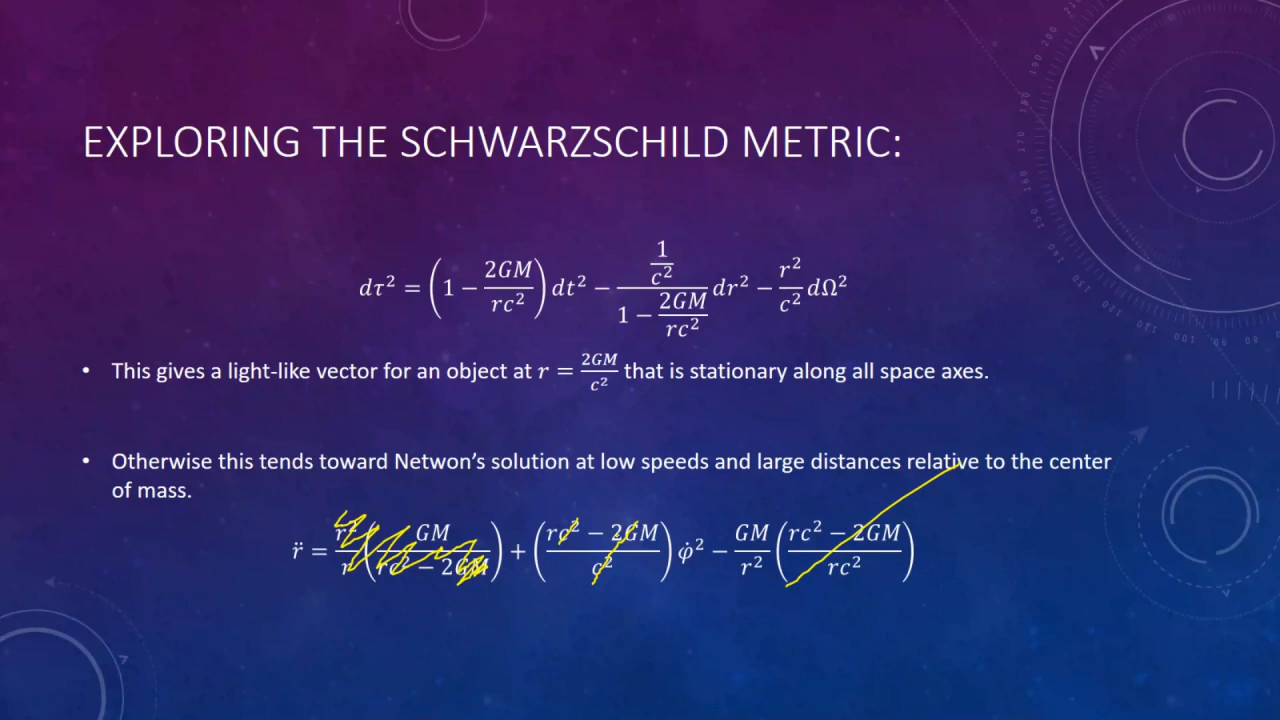 EXPLORING THE SCHWARZSCHILD METRIC:
dτ² = (1 − 2GM/rc²) dt² − (1/c²)/(1 − 2GM/rc²) dr² − r²/c² dΩ²
• This gives a light-like vector for an object at r = 2GM/c² that is stationary along all space axes.
• Otherwise this tends toward Netwon's solution at low speeds and large distances relative to the center
of mass.
r̈ = ṙ²/r (GM/(rc² − 2GM)) + ((rc² − 2GM)/c²) φ̇² − GM/r² ((rc² − 2GM)/rc²)